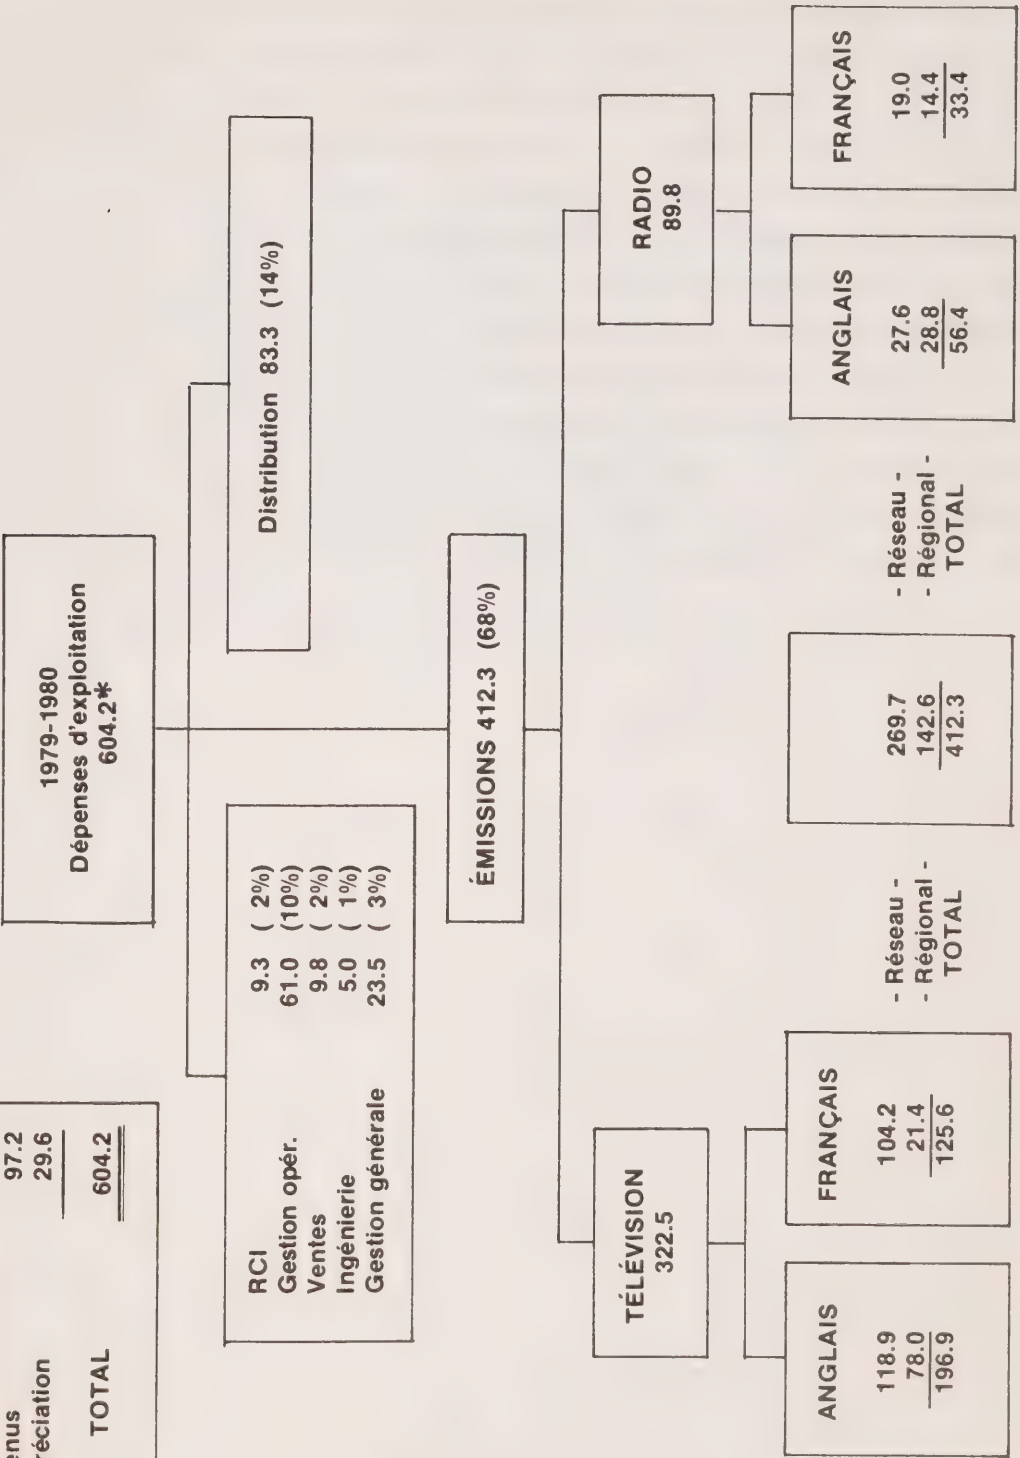 97.2
29.6
TOTAL 604.2
1979-1980
Dépenses d'exploitation
604.2*
RCI 9.3 ( 2%)
Gestion opér. 61.0 (10%)
Ventes 9.8 ( 2%)
Ingénierie 5.0 ( 1%)
Gestion générale 23.5 ( 3%)
Distribution 83.3 (14%)
ÉMISSIONS 412.3 (68%)
TÉLÉVISION
322.5
RADIO
89.8
ANGLAIS
118.9
78.0
196.9
FRANÇAIS
104.2
21.4
125.6
- Réseau -
- Régional -
TOTAL
269.7
142.6
412.3
- Réseau -
- Régional -
TOTAL
ANGLAIS
27.6
28.8
56.4
FRANÇAIS
19.0
14.4
33.4